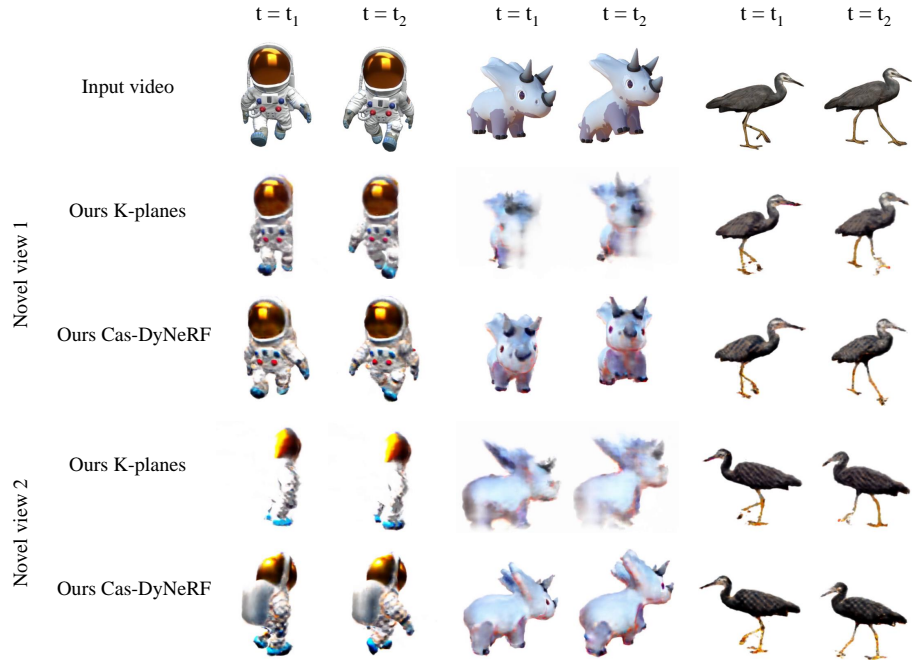 t = t₁ t = t₂ t = t₁ t = t₂ t = t₁ t = t₂
Input video
Novel view 1
Ours K-planes
Ours Cas-DyNeRF
Novel view 2
Ours K-planes
Ours Cas-DyNeRF